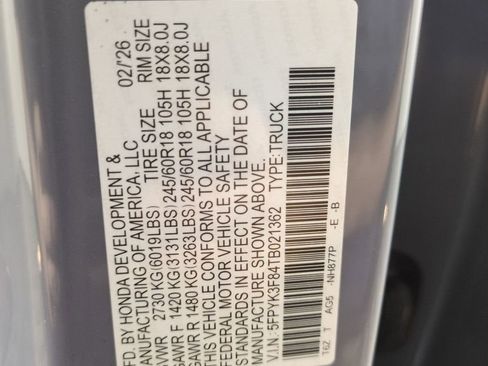 MFD. BY HONDA DEVELOPMENT & 02/'26
MANUFACTURING OF AMERICA, LLC
TIRE SIZE RIM SIZE
GVWR 2730 KG(6019LBS)
GAWR F 1420 KG(3131LBS) 245/60R18 105H 18X8.0J
GAWR R 1480 KG(3263LBS) 245/60R18 105H 18X8.0J
THIS VEHICLE CONFORMS TO ALL APPLICABLE
FEDERAL MOTOR VEHICLE SAFETY
STANDARDS IN EFFECT ON THE DATE OF
MANUFACTURE SHOWN ABOVE.
V.I.N: 5FPYK3F84TB021362 TYPE:TRUCK
T6Z T AG5 -NH877P -E -B